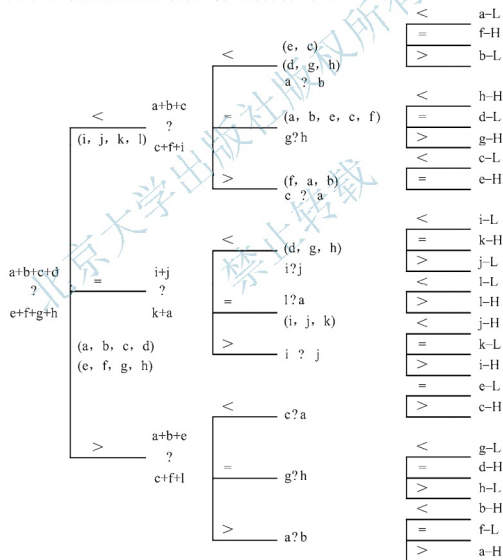 < a-L
= f-H
> b-L
< (e, c)
(d, g, h)
a ? b
< h-H
= d-L
> g-H
< a+b+c
?
(i, j, k, l) c+f+i
= (a, b, e, c, f)
g?h
< c-L
= e-H
> (f, a, b)
c ? a
< i-L
= k-H
> j-L
< (d, g, h)
i?j
a+b+c+d
?
e+f+g+h
= i+j
?
k+a
= l?a
(i, j, k)
< l-L
> l-H
< j-H
= k-L
> i-H
(a, b, c, d)
(e, f, g, h)
> i ? j
= e-L
> c-H
< c?a
> a+b+e
?
c+f+l
= g?h
< g-L
= d-H
> h-L
> a?b
< b-H
= f-L
> a-H
北京大学出版社版权所有
禁止转载